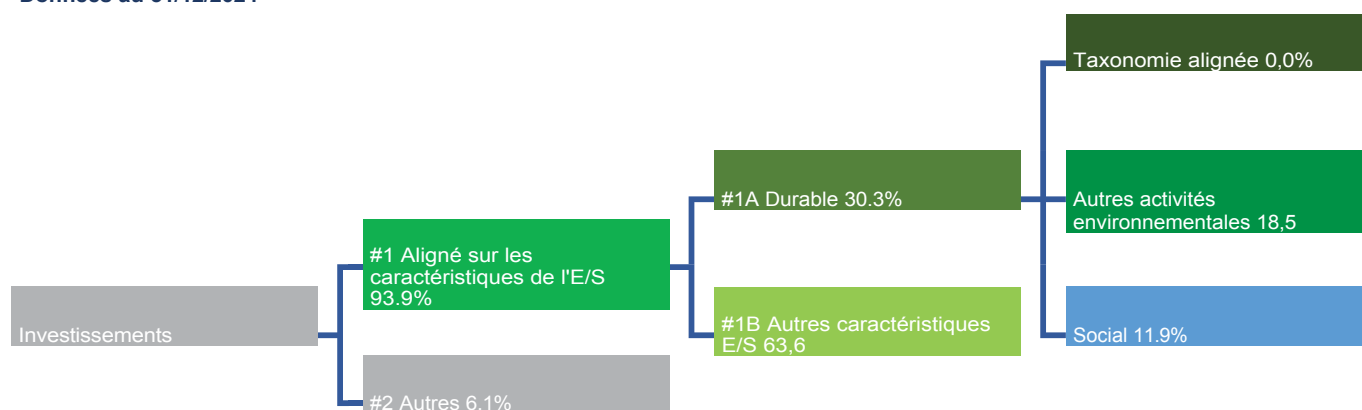 Taxonomie alignée 0,0%
#1A Durable 30.3%
Autres activités
environnementales 18,5
#1 Aligné sur les
caractéristiques de l'E/S
93.9%
Investissements
#1B Autres caractéristiques
E/S 63,6
Social 11.9%
#2 Autres 6.1%